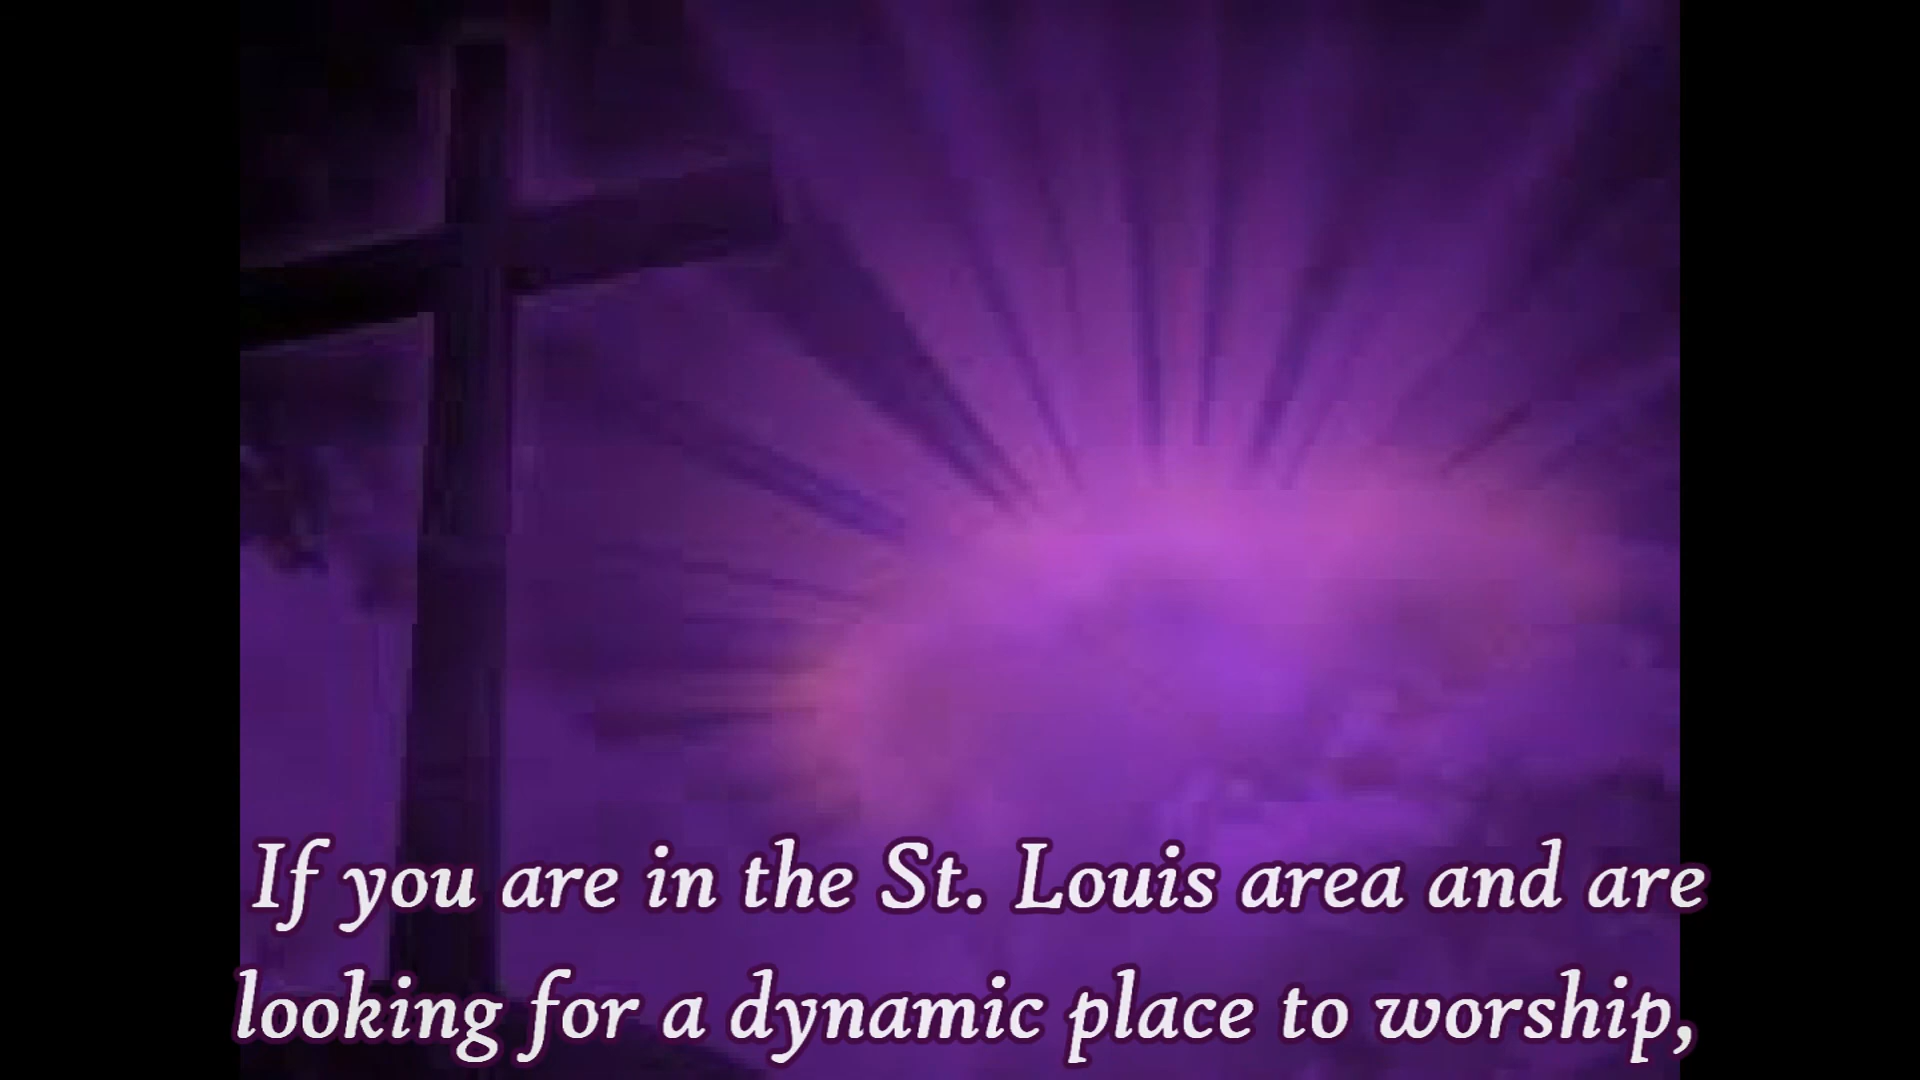 If you are in the St. Louis area and are
looking for a dynamic place to worship,